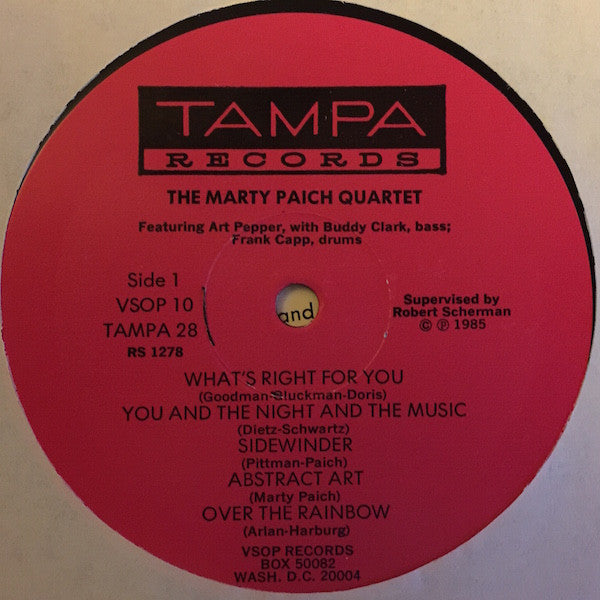 TAMPA
RECORDS
THE MARTY PAICH QUARTET
Featuring Art Pepper, with Buddy Clark, bass;
Frank Capp, drums
Side 1
VSOP 10
TAMPA 28
RS 1278
and
Supervised by
Robert Scherman
© ℗ 1985
WHAT'S RIGHT FOR YOU
(Goodman-Bluckman-Doris)
YOU AND THE NIGHT AND THE MUSIC
(Dietz-Schwartz)
SIDEWINDER
(Pittman-Paich)
ABSTRACT ART
(Marty Paich)
OVER THE RAINBOW
(Arlan-Harburg)
VSOP RECORDS
BOX 50082
WASH. D.C. 20004